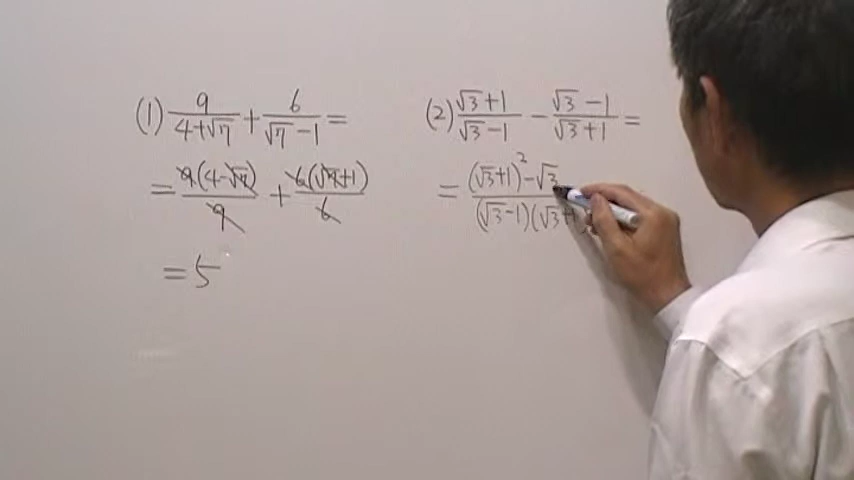 (1) 9/(4+√7) + 6/(√7-1) =
= 9(4-√7)/9 + 6(√7+1)/6
= 5
(2) (√3+1)/(√3-1) - (√3-1)/(√3+1) =
= ((√3+1)² - √3)/((√3-1)(√3+1